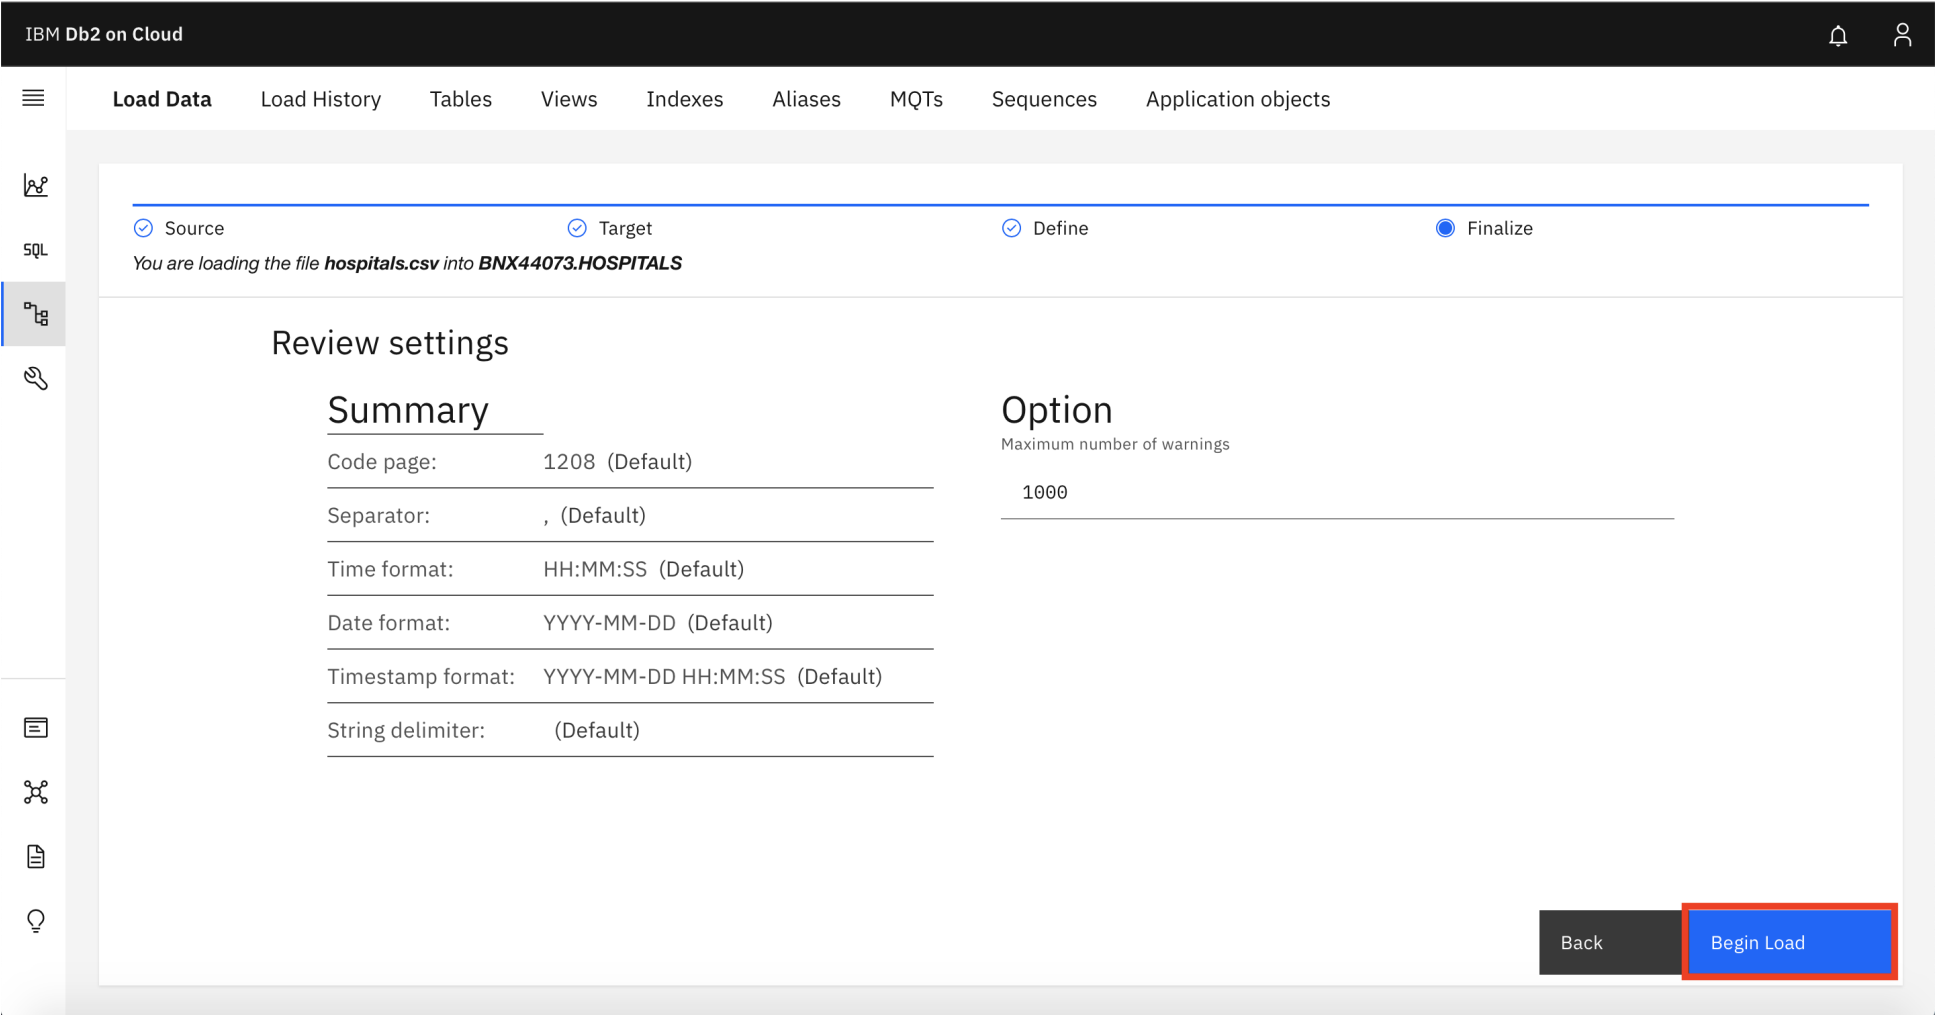 IBM Db2 on Cloud
Load Data Load History Tables Views Indexes Aliases MQTs Sequences Application objects
SQL
Source Target Define Finalize
You are loading the file hospitals.csv into BNX44073.HOSPITALS
Review settings
Summary
Code page: 1208 (Default)
Separator: , (Default)
Time format: HH:MM:SS (Default)
Date format: YYYY-MM-DD (Default)
Timestamp format: YYYY-MM-DD HH:MM:SS (Default)
String delimiter: (Default)
Option
Maximum number of warnings
1000
Back
Begin Load